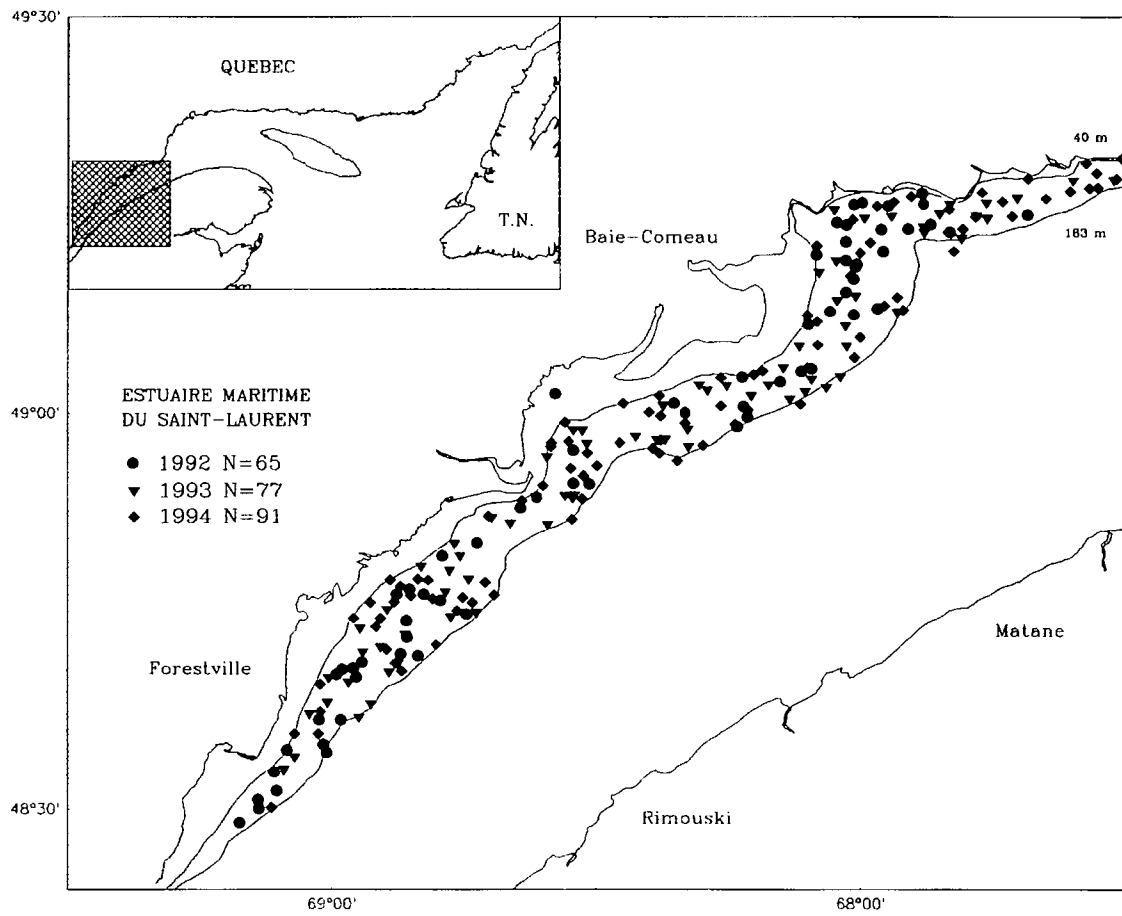 49°30'
QUEBEC
T.N.
40 m
183 m
Baie-Comeau
ESTUAIRE MARITIME
DU SAINT-LAURENT
1992 N=65
1993 N=77
1994 N=91
49°00'
Matane
Forestville
Rimouski
48°30'
69°00'
68°00'